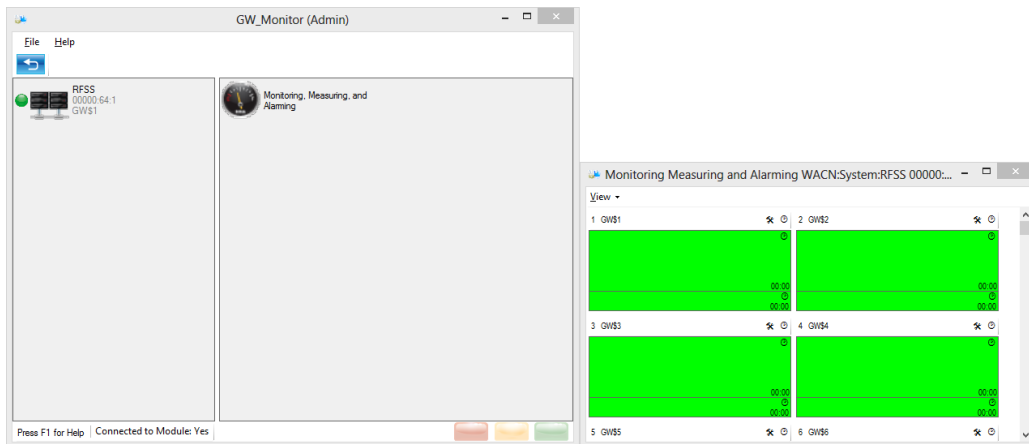 GW_Monitor (Admin)
File Help
RFSS
00000:64:1
GW$1
Monitoring, Measuring, and
Alarming
Press F1 for Help Connected to Module: Yes
Monitoring Measuring and Alarming WACN:System:RFSS 00000:...
View
1 GW$1
2 GW$2
00:00
00:00
00:00
00:00
3 GW$3
4 GW$4
00:00
00:00
00:00
00:00
5 GW$5
6 GW$6